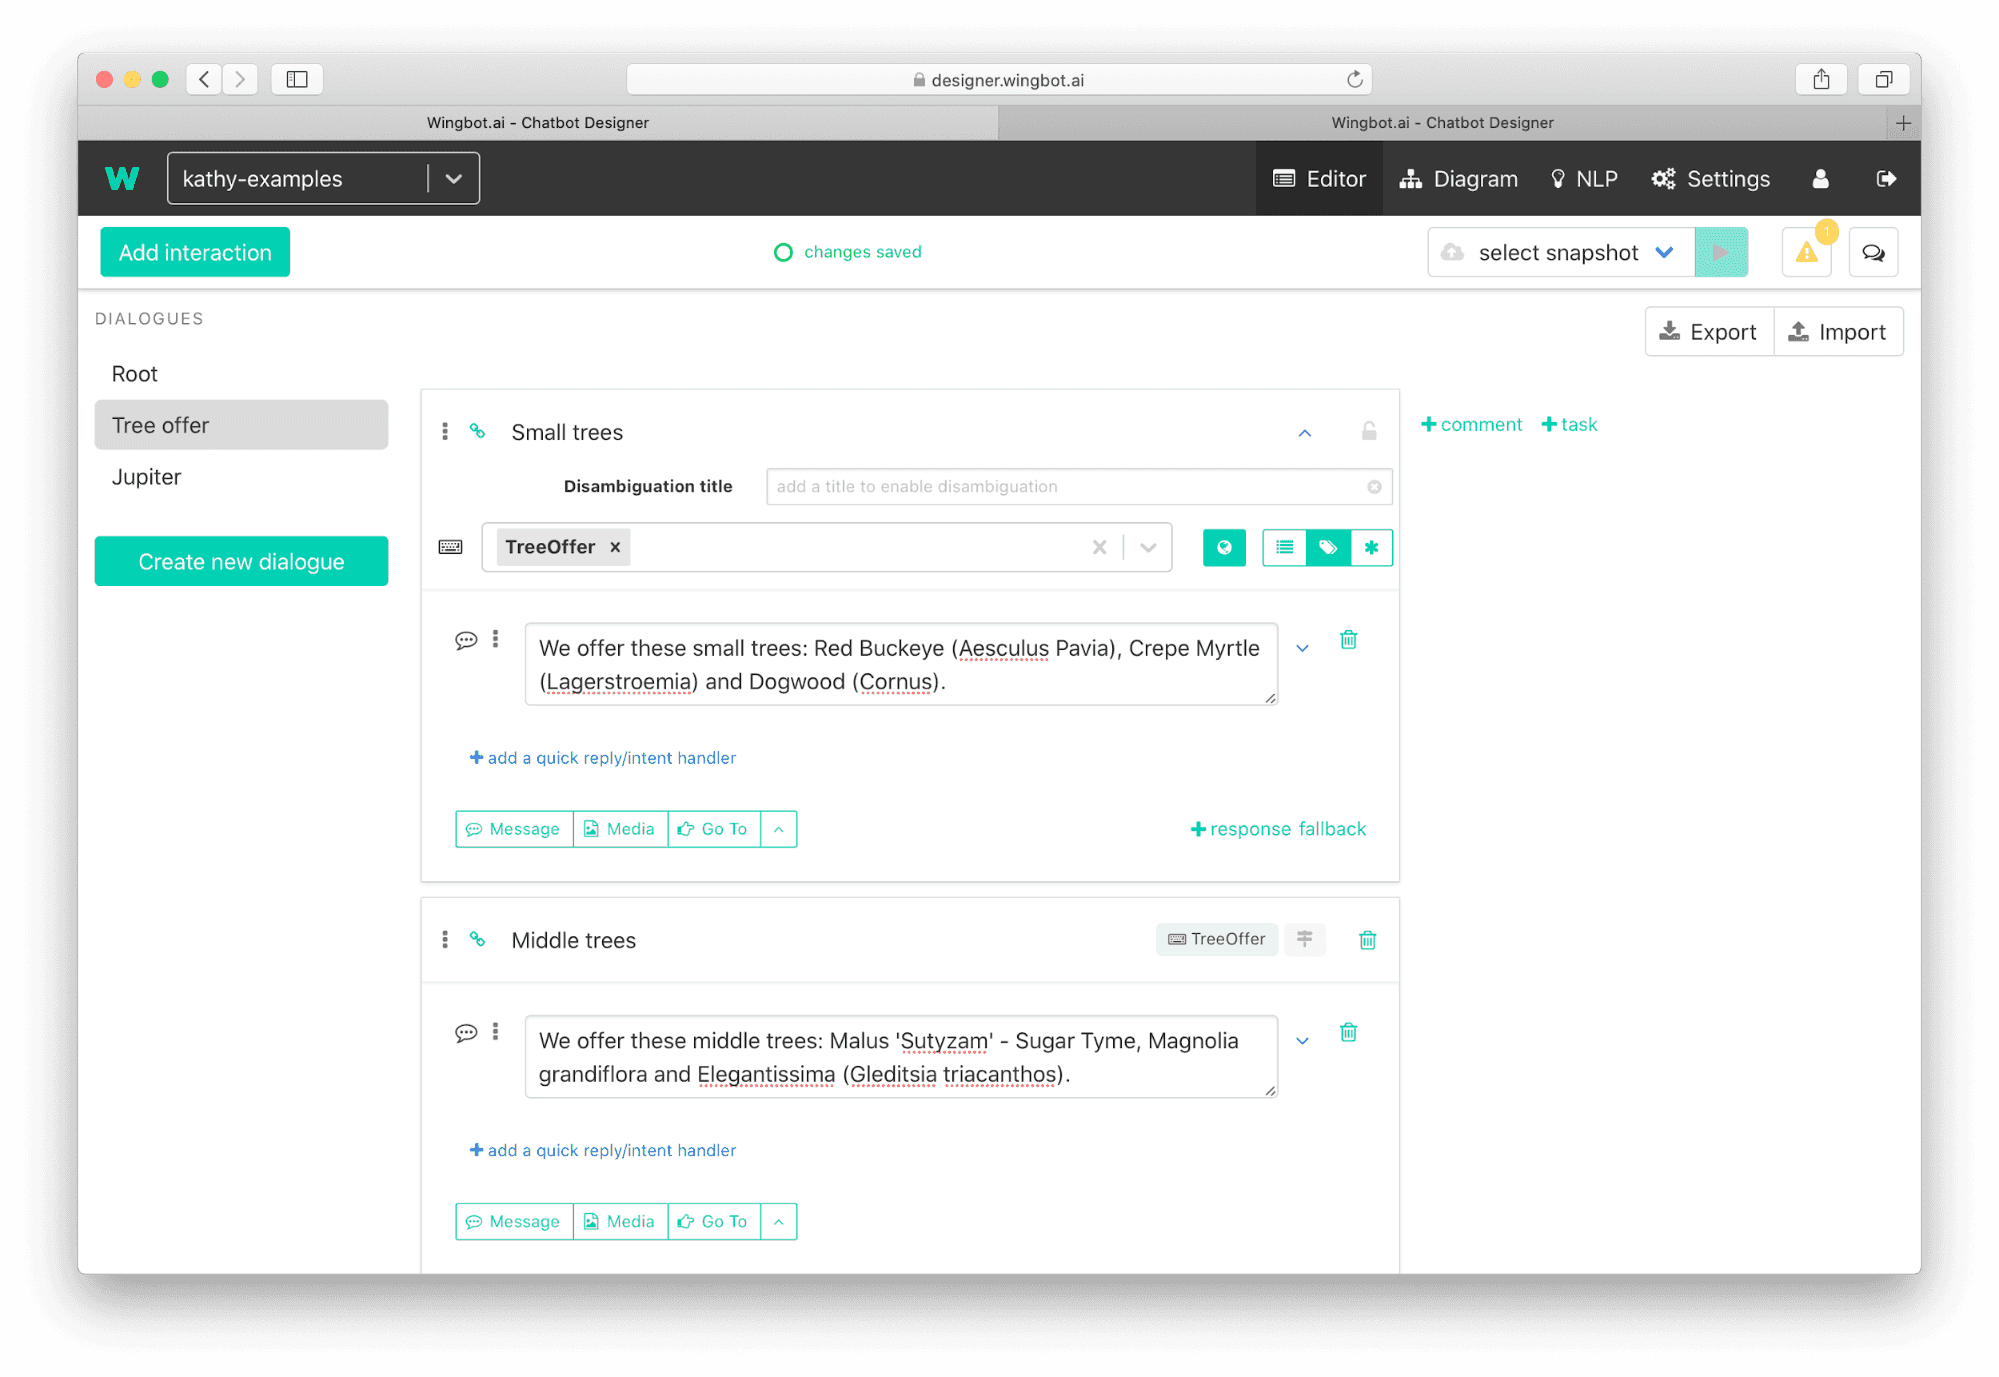 designer.wingbot.ai
Wingbot.ai - Chatbot Designer
Wingbot.ai - Chatbot Designer
W
kathy-examples
Editor
Diagram
NLP
Settings
Add interaction
changes saved
select snapshot
1
DIALOGUES
Export
Import
Root
Tree offer
Jupiter
Create new dialogue
Small trees
+ comment
+ task
Disambiguation title
add a title to enable disambiguation
TreeOffer ×
We offer these small trees: Red Buckeye (Aesculus Pavia), Crepe Myrtle
(Lagerstroemia) and Dogwood (Cornus).
+ add a quick reply/intent handler
Message
Media
Go To
+ response fallback
Middle trees
TreeOffer
We offer these middle trees: Malus 'Sutyzam' - Sugar Tyme, Magnolia
grandiflora and Elegantissima (Gleditsia triacanthos).
+ add a quick reply/intent handler
Message
Media
Go To